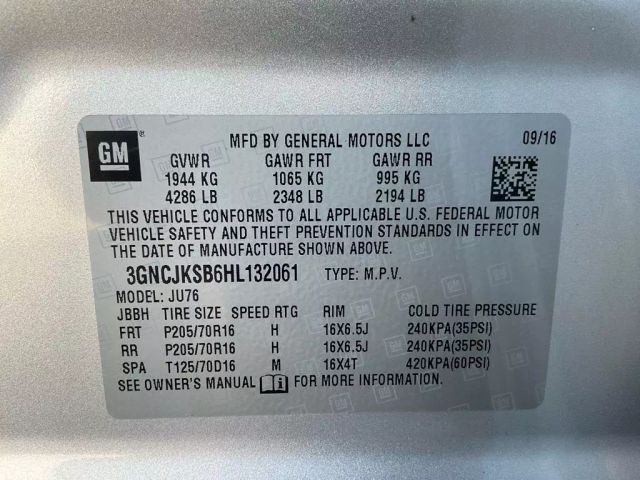 GM ® MFD BY GENERAL MOTORS LLC 09/16
GVWR GAWR FRT GAWR RR
1944 KG 1065 KG 995 KG
4286 LB 2348 LB 2194 LB
THIS VEHICLE CONFORMS TO ALL APPLICABLE U.S. FEDERAL MOTOR
VEHICLE SAFETY AND THEFT PREVENTION STANDARDS IN EFFECT ON
THE DATE OF MANUFACTURE SHOWN ABOVE.
3GNCJKSB6HL132061 TYPE: M.P.V.
MODEL: JU76
JBBH TIRE SIZE SPEED RTG RIM COLD TIRE PRESSURE
FRT P205/70R16 H 16X6.5J 240KPA(35PSI)
RR P205/70R16 H 16X6.5J 240KPA(35PSI)
SPA T125/70D16 M 16X4T 420KPA(60PSI)
SEE OWNER'S MANUAL i FOR MORE INFORMATION.